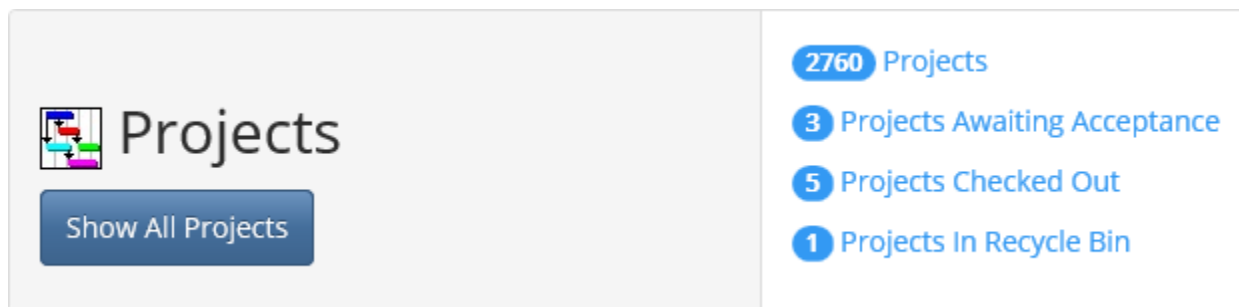 Projects
Show All Projects
2760 Projects
3 Projects Awaiting Acceptance
5 Projects Checked Out
1 Projects In Recycle Bin